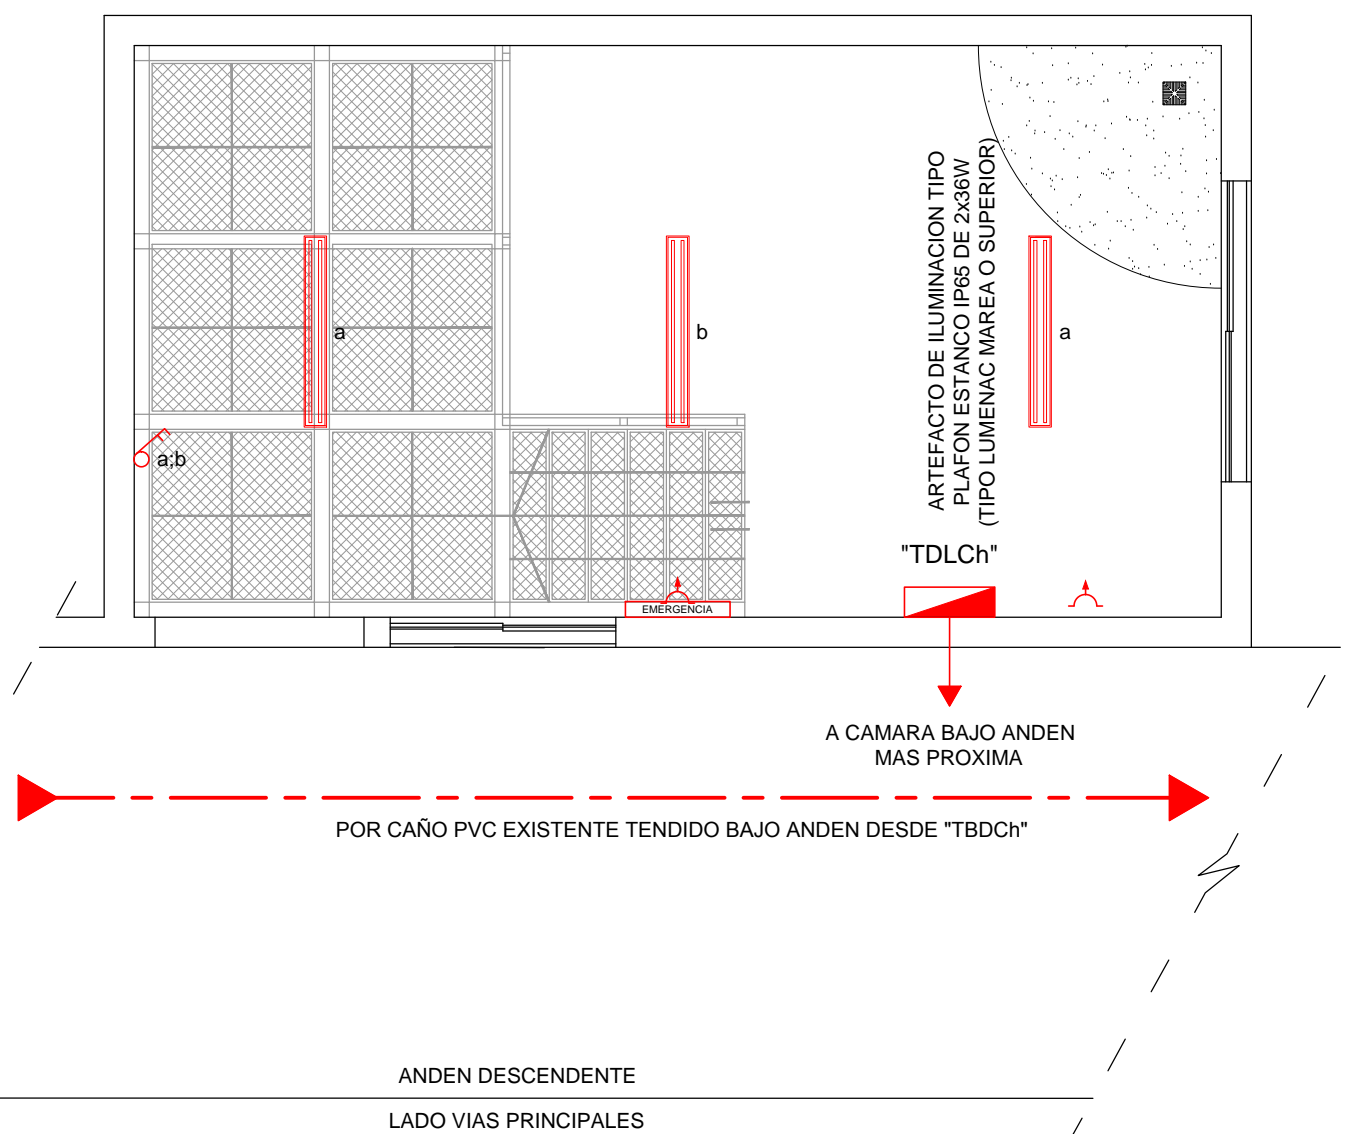 ARTEFACTO DE ILUMINACION TIPO
PLAFON ESTANCO IP65 DE 2x36W
(TIPO LUMENAC MAREA O SUPERIOR)
a
b
a
a;b
"TDLCh"
EMERGENCIA
A CAMARA BAJO ANDEN
MAS PROXIMA
POR CAÑO PVC EXISTENTE TENDIDO BAJO ANDEN DESDE "TBDCh"
ANDEN DESCENDENTE
LADO VIAS PRINCIPALES